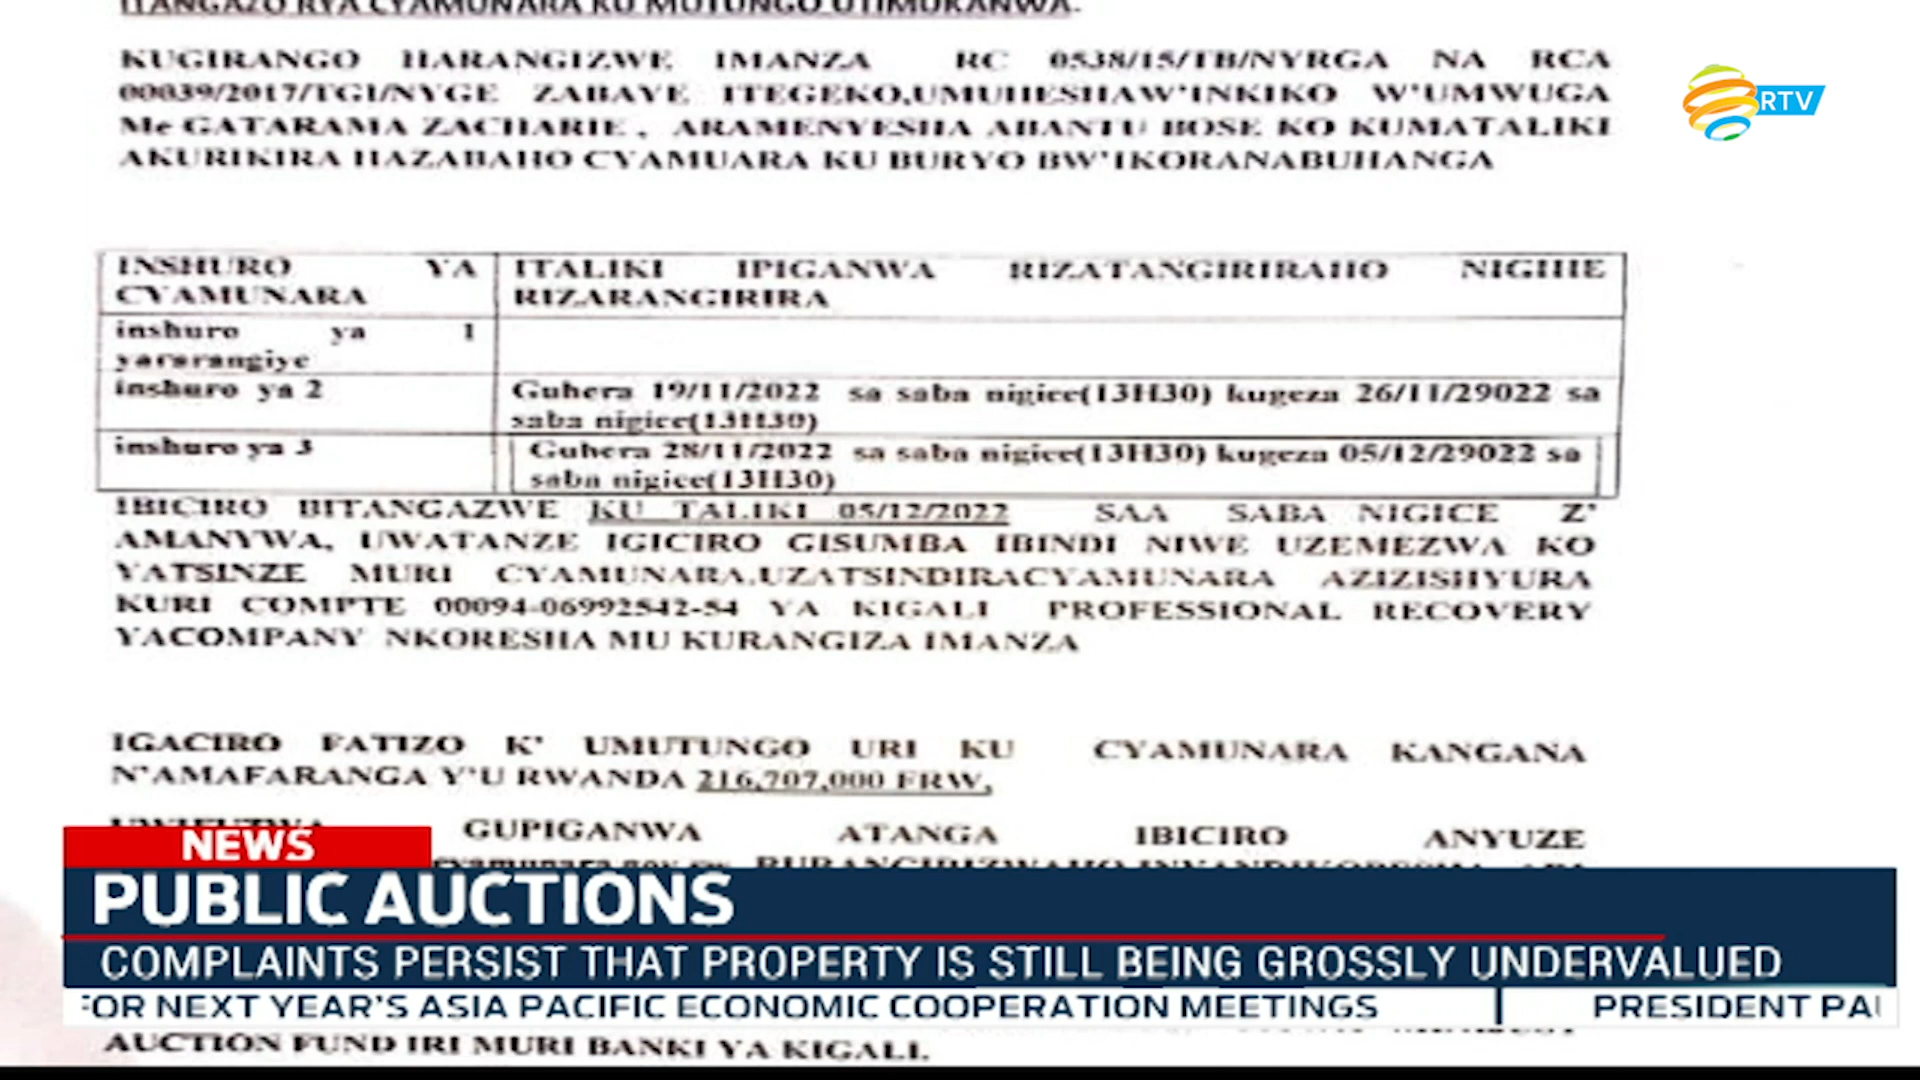 ITANGAZO RYA CYAMUNARA KU MUTUNGO UTIMUKANWA.
KUGIRANGO HARANGIZWE IMANZA RC 0538/15/TB/NYRGA NA RCA
00039/2017/TGI/NYGE ZABAYE ITEGEKO,UMUHESHAW'INKIKO W'UMWUGA
Me GATARAMA ZACHARIE , ARAMENYESHA ABANTU BOSE KO KUMATALIKI
AKURIKIRA HAZABAHO CYAMUARA KU BURYO BW'IKORANABUHANGA
RTV
INSHURO YA CYAMUNARA
ITALIKI IPIGANWA RIZATANGIRIRAHO NIGIHE
RIZARANGIRIRA
inshuro ya 1
yararangiye
inshuro ya 2
Guhera 19/11/2022 sa saba nigice(13H30) kugeza 26/11/29022 sa
saba nigice(13H30)
inshuro ya 3
Guhera 28/11/2022 sa saba nigice(13H30) kugeza 05/12/29022 sa
saba nigice(13H30)
IBICIRO BITANGAZWE KU TALIKI 05/12/2022 SAA SABA NIGICE Z'
AMANYWA, UWATANZE IGICIRO GISUMBA IBINDI NIWE UZEMEZWA KO
YATSINZE MURI CYAMUNARA.UZATSINDIRACYAMUNARA AZIZISHYURA
KURI COMPTE 00094-06992542-54 YA KIGALI PROFESSIONAL RECOVERY
YACOMPANY NKORESHA MU KURANGIZA IMANZA
IGACIRO FATIZO K' UMUTUNGO URI KU CYAMUNARA KANGANA
N'AMAFARANGA Y'U RWANDA 216,707,000 FRW,
GUPIGANWA ATANGA IBICIRO ANYUZE
NEWS
PUBLIC AUCTIONS
COMPLAINTS PERSIST THAT PROPERTY IS STILL BEING GROSSLY UNDERVALUED
FOR NEXT YEAR'S ASIA PACIFIC ECONOMIC COOPERATION MEETINGS | PRESIDENT PAU
AUCTION FUND IRI MURI BANKI YA KIGALI.